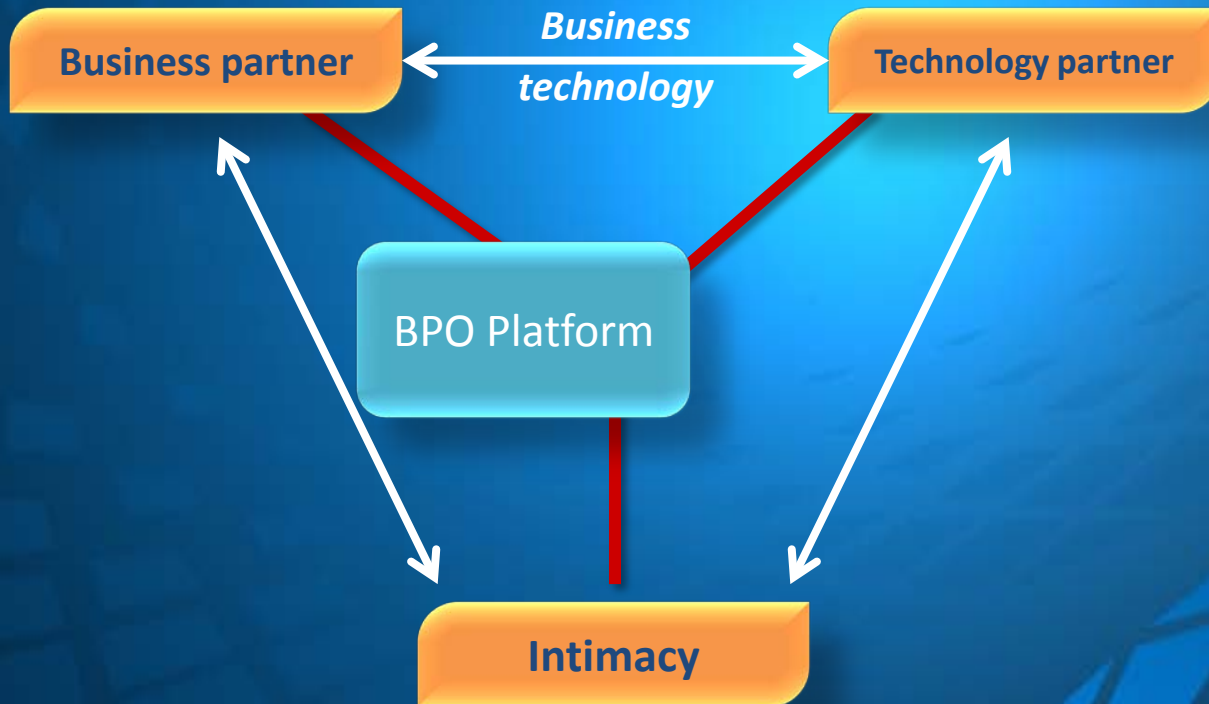 Business partner
Business
technology
Technology partner
BPO Platform
Intimacy